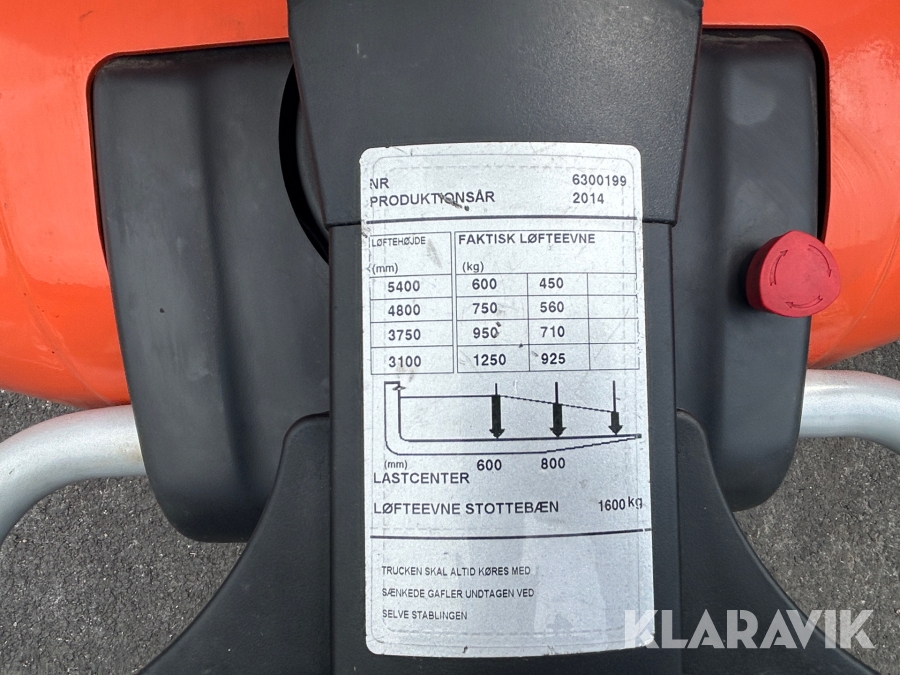 NR 6300199
PRODUKTIONSÅR 2014
LØFTEHØJDE FAKTISK LØFTEEVNE
(mm) (kg)
5400 600 450
4800 750 560
3750 950 710
3100 1250 925
(mm) 600 800
LASTCENTER
LØFTEEVNE STOTTEBÆN 1600 kg
TRUCKEN SKAL ALTID KØRES MED
SÆNKEDE GAFLER UNDTAGEN VED
SELVE STABLINGEN
KLARAVIK